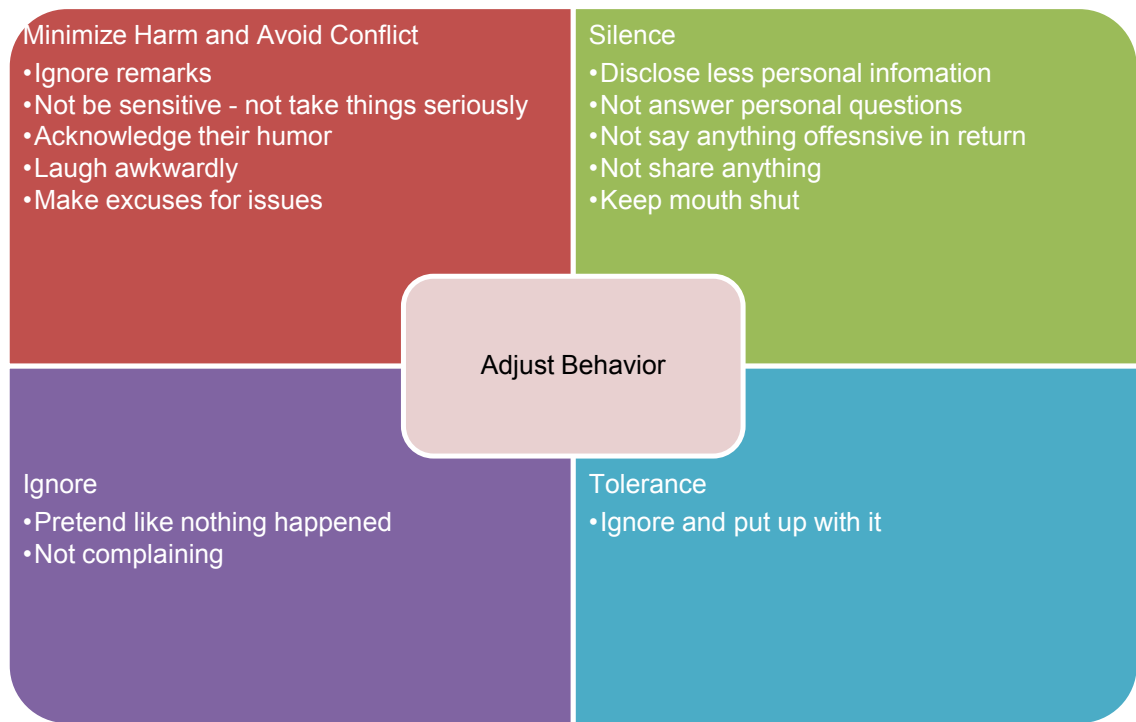 Minimize Harm and Avoid Conflict
•Ignore remarks
•Not be sensitive - not take things seriously
•Acknowledge their humor
•Laugh awkwardly
•Make excuses for issues
Silence
•Disclose less personal infomation
•Not answer personal questions
•Not say anything offesnsive in return
•Not share anything
•Keep mouth shut
Adjust Behavior
Ignore
•Pretend like nothing happened
•Not complaining
Tolerance
•Ignore and put up with it